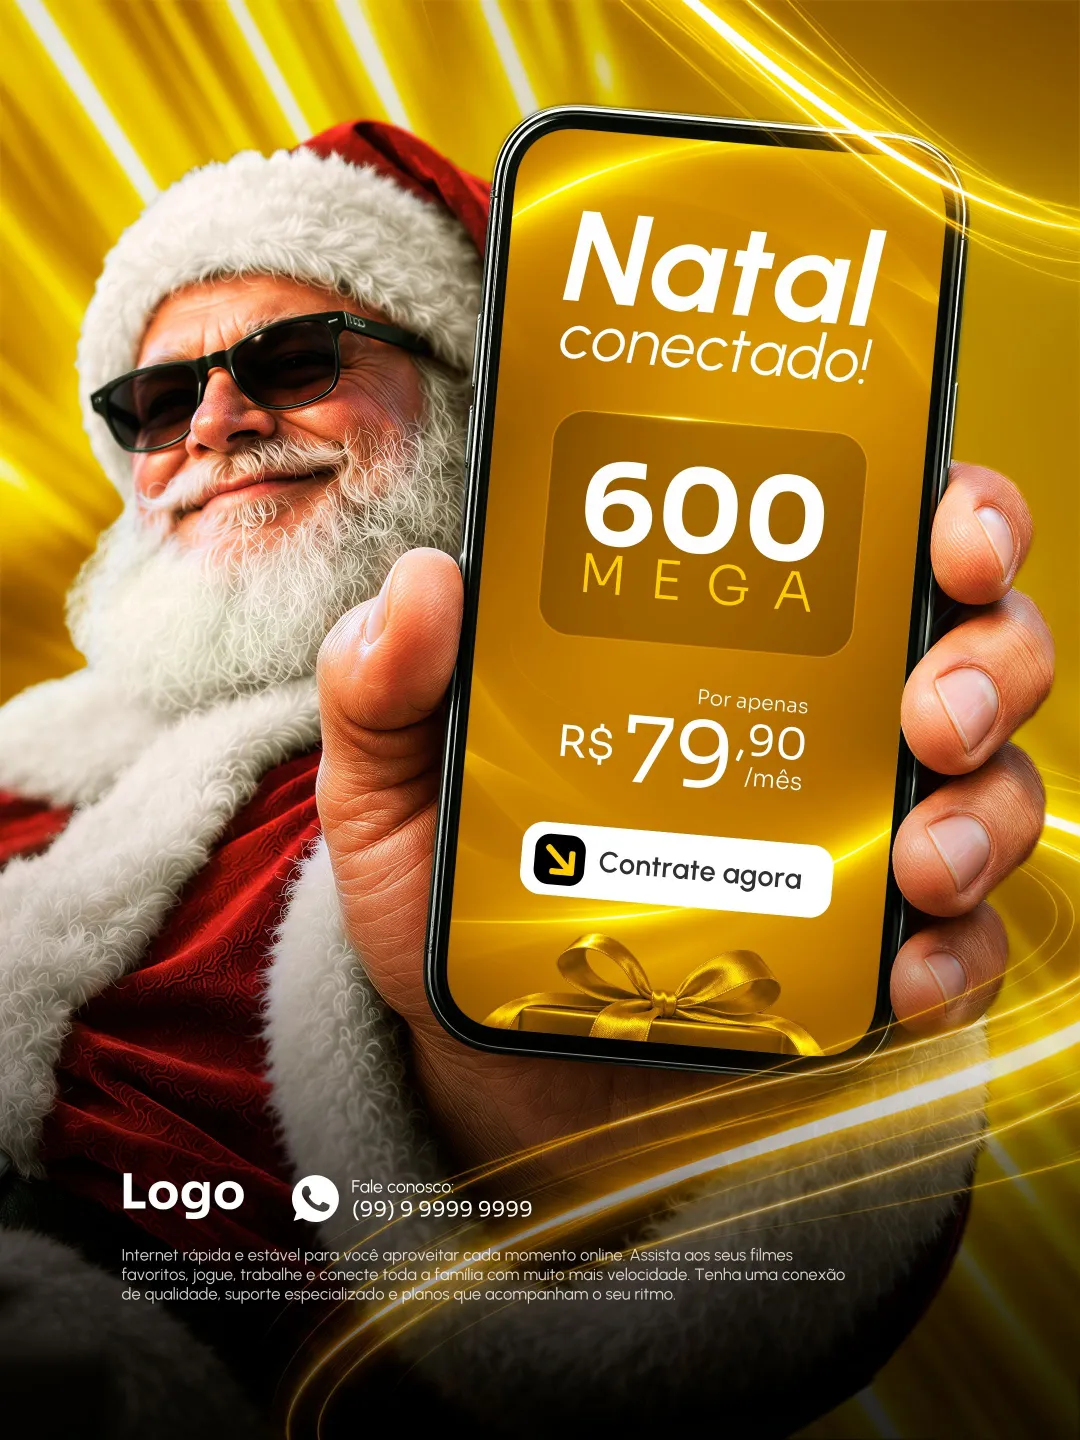 Natal
conectado!
600
MEGA
Por apenas
R$ 79,90
/mês
Contrate agora
Logo
Fale conosco:
(99) 9 9999 9999
Internet rápida e estável para você aproveitar cada momento online. Assista aos seus filmes
favoritos, jogue, trabalhe e conecte toda a família com muito mais velocidade. Tenha uma conexão
de qualidade, suporte especializado e planos que acompanham o seu ritmo.